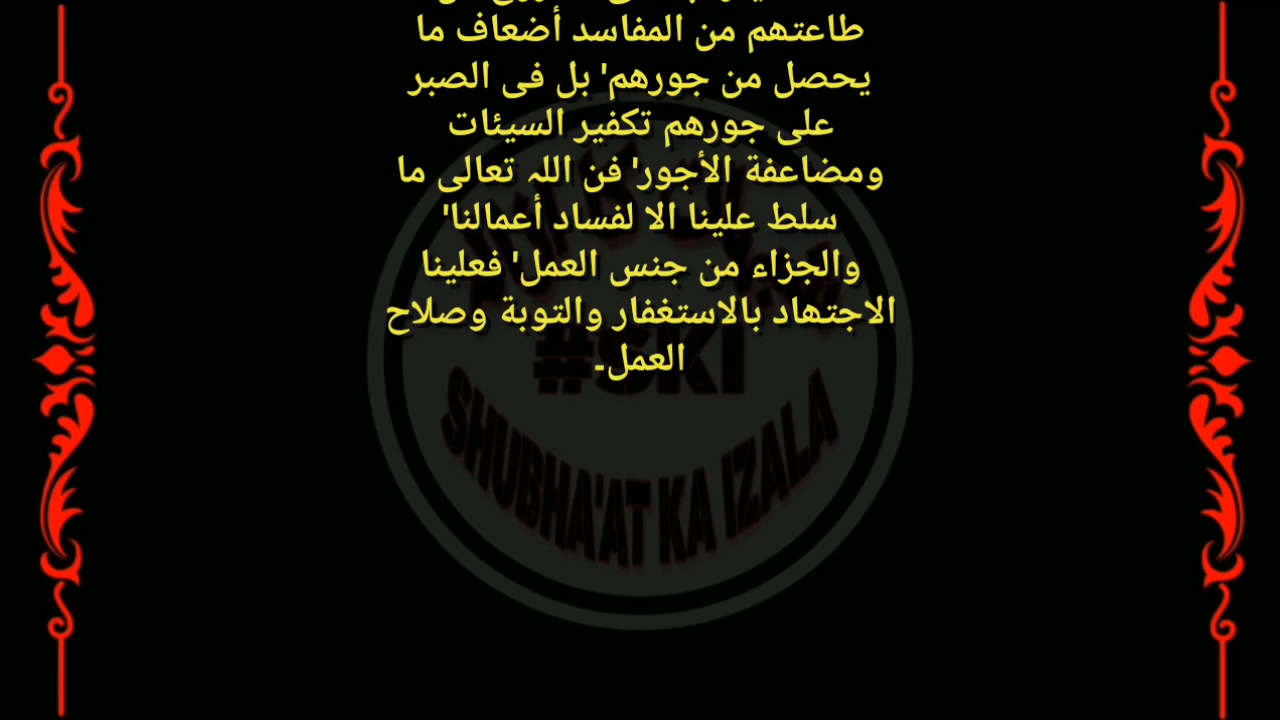 طاعتهم من المفاسد أضعاف ما
يحصل من جورهم' بل فى الصبر
على جورهم تكفير السيئات
ومضاعفة الأجور' فن اللہ تعالى ما
سلط علينا الا لفساد أعمالنا'
والجزاء من جنس العمل' فعلينا
الاجتهاد بالاستغفار والتوبة وصلاح
العمل۔
#SKI
SHUBHA'AT KA IZALA